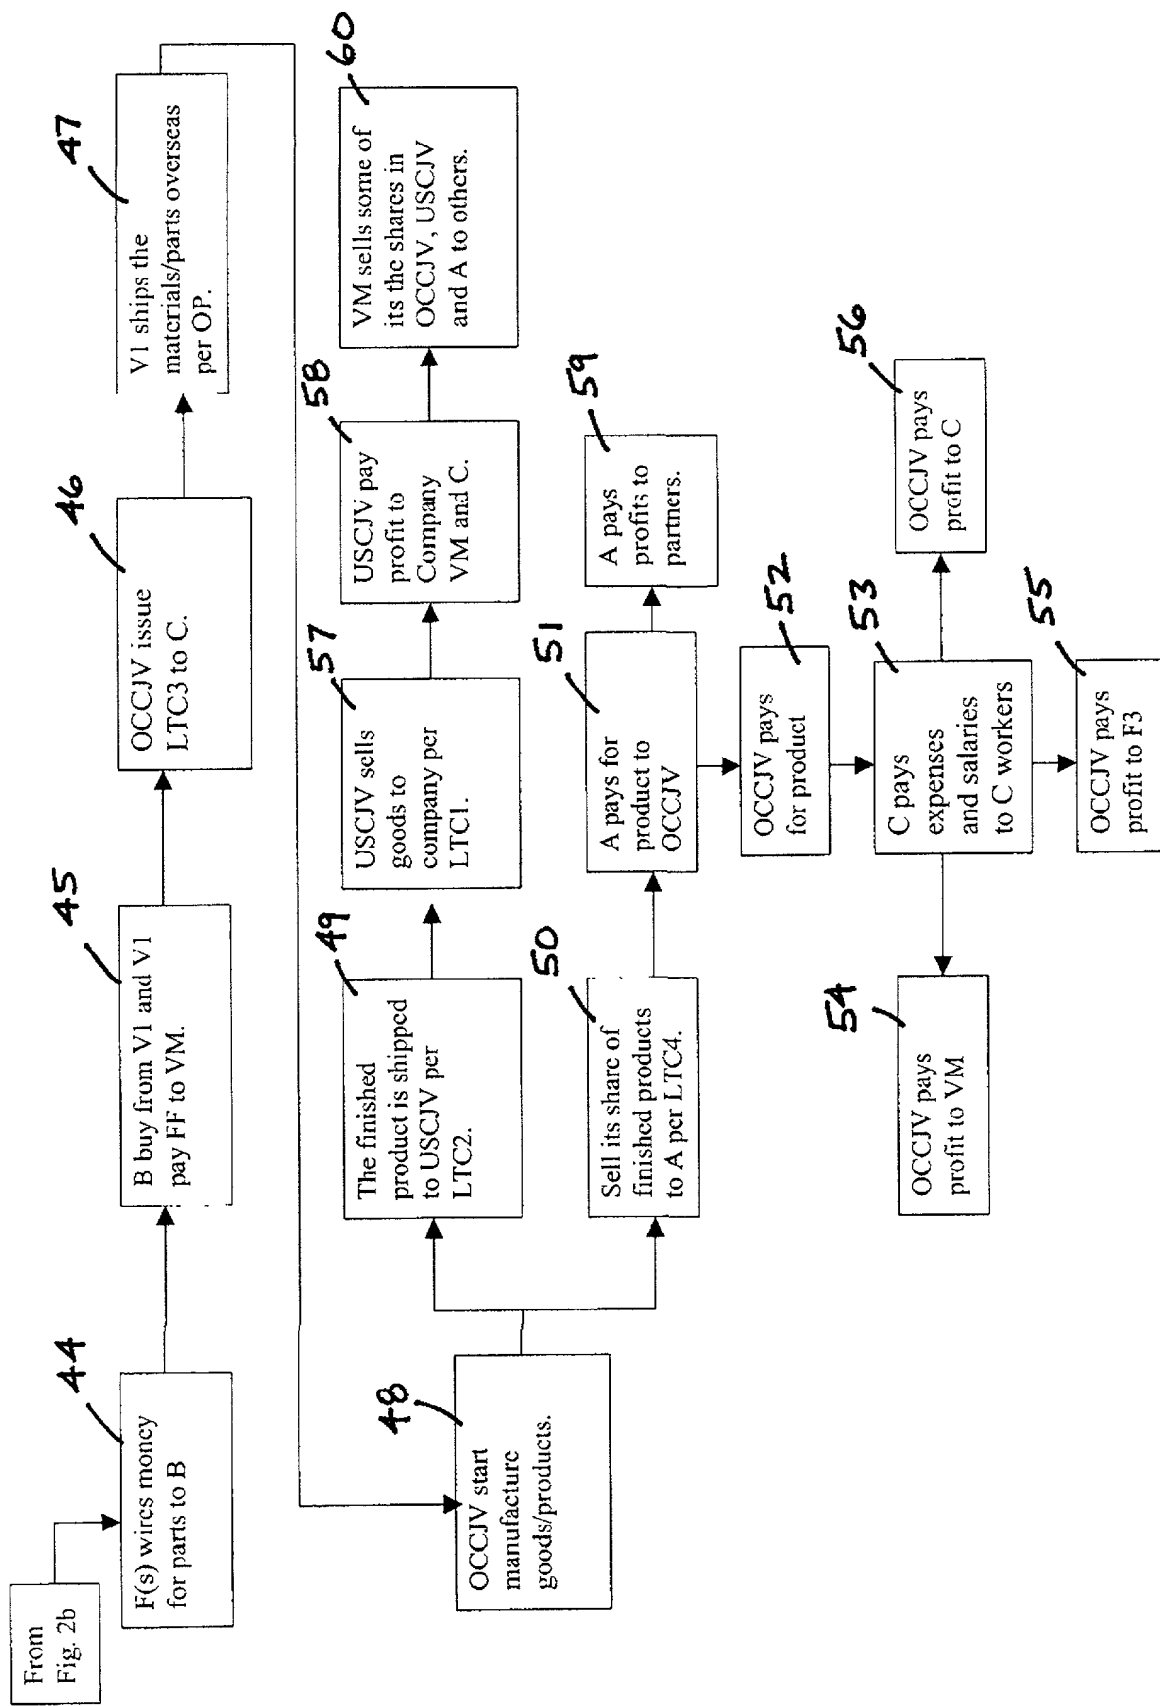 From
Fig. 2b
44
F(s) wires money
for parts to B
45
B buy from V1 and V1
pay FF to VM.
46
OCCJV issue
LTC3 to C.
47
V1 ships the
materials/parts overseas
per OP.
48
OCCJV start
manufacture
goods/products.
49
The finished
product is shipped
to USCJV per
LTC2.
57
USCJV sells
goods to
company per
LTC1.
58
USCJV pay
profit to
Company
VM and C.
60
VM sells some of
its the shares in
OCCJV, USCJV
and A to others.
50
Sell its share of
finished products
to A per LTC4.
51
A pays for
product to
OCCJV
59
A pays
profits to
partners.
52
OCCJV pays
for product
53
C pays
expenses
and salaries
to C workers
54
OCCJV pays
profit to VM
55
OCCJV pays
profit to F3
56
OCCJV pays
profit to C